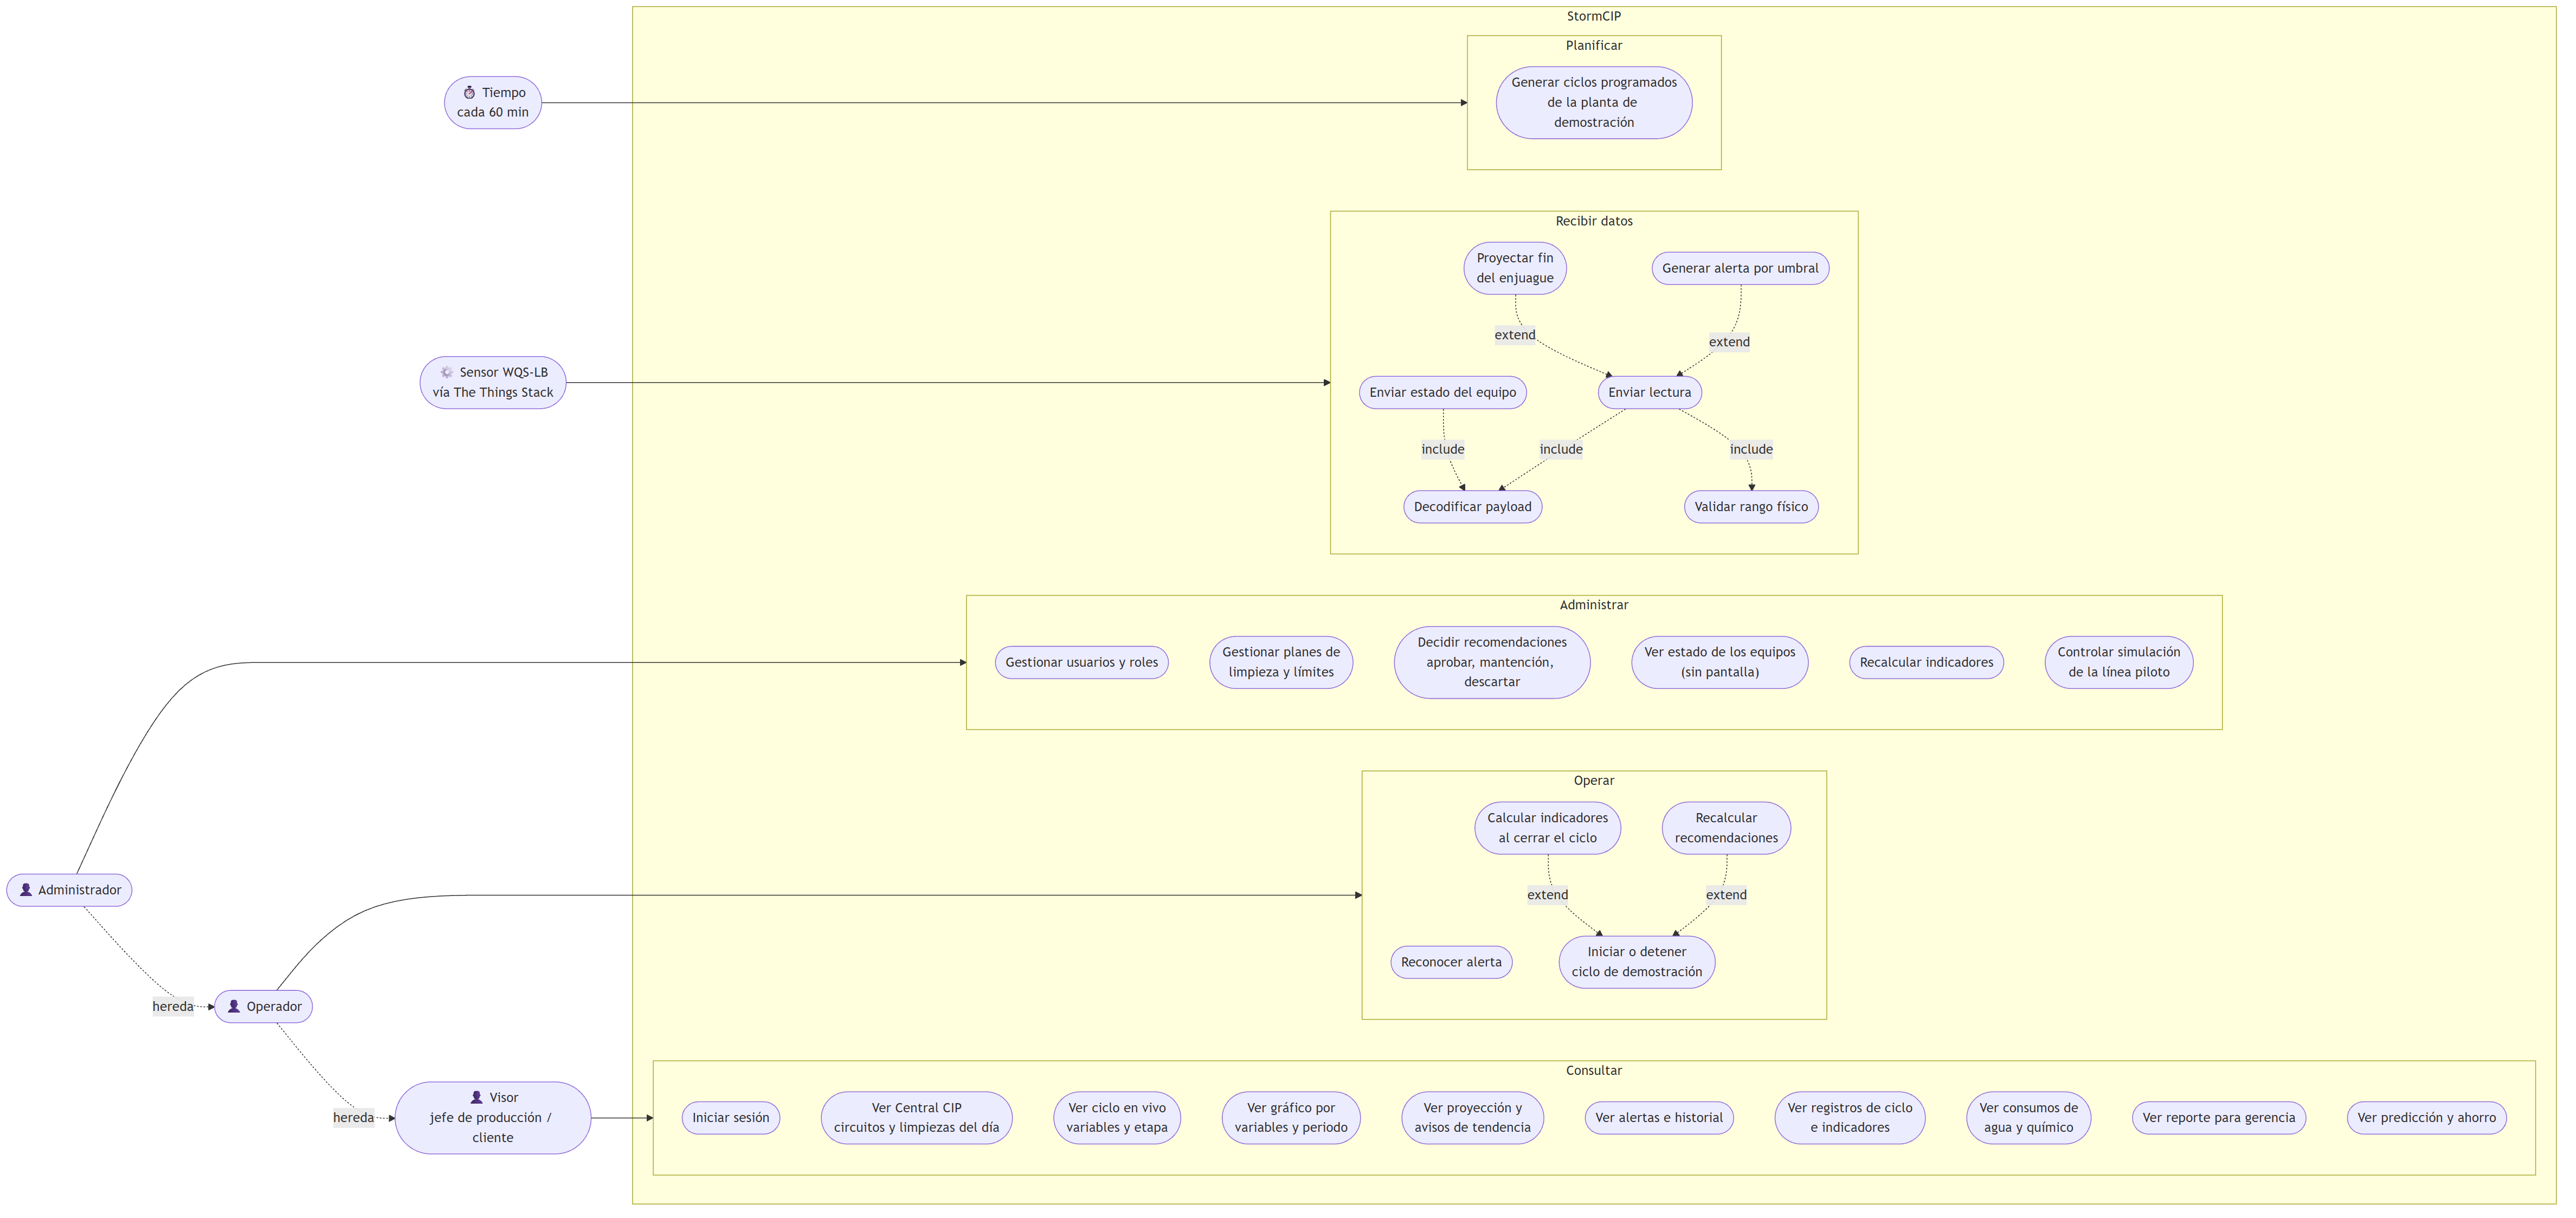 StormCIP
Planificar
Generar ciclos programados
de la planta de
demostración
Tiempo
cada 60 min
Recibir datos
Proyectar fin
del enjuague
Generar alerta por umbral
extend
extend
Sensor WQS-LB
vía The Things Stack
Enviar estado del equipo
Enviar lectura
include
include
include
Decodificar payload
Validar rango físico
Administrar
Gestionar usuarios y roles
Gestionar planes de
limpieza y límites
Decidir recomendaciones
aprobar, mantención,
descartar
Ver estado de los equipos
(sin pantalla)
Recalcular indicadores
Controlar simulación
de la línea piloto
Operar
Calcular indicadores
al cerrar el ciclo
Recalcular
recomendaciones
Administrador
extend
extend
Reconocer alerta
Iniciar o detener
ciclo de demostración
hereda
Operador
Consultar
hereda
Visor
jefe de producción /
cliente
Iniciar sesión
Ver Central CIP
circuitos y limpiezas del día
Ver ciclo en vivo
variables y etapa
Ver gráfico por
variables y periodo
Ver proyección y
avisos de tendencia
Ver alertas e historial
Ver registros de ciclo
e indicadores
Ver consumos de
agua y químico
Ver reporte para gerencia
Ver predicción y ahorro